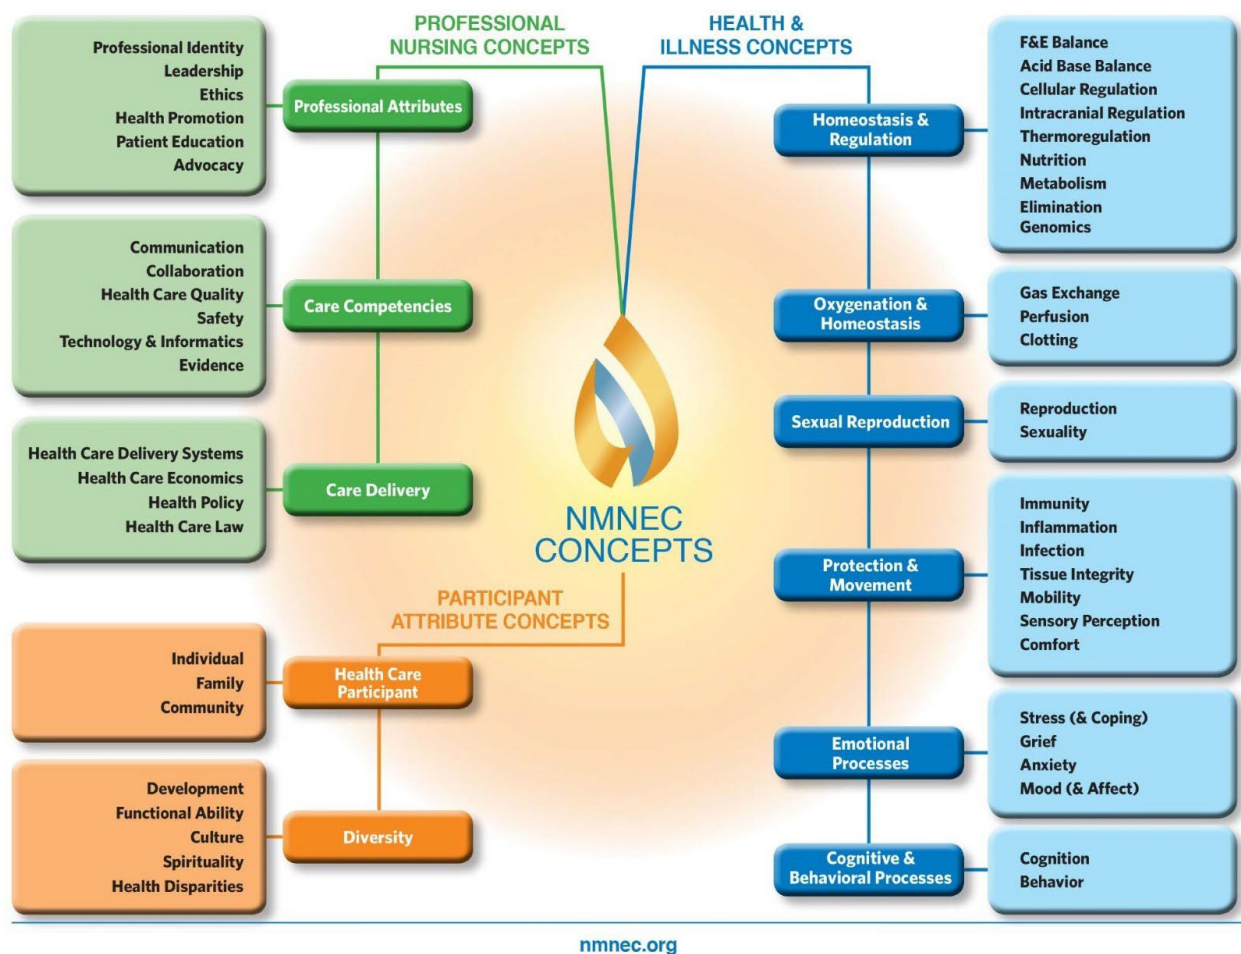 PROFESSIONAL
NURSING CONCEPTS
Professional Identity
Leadership
Ethics
Health Promotion
Patient Education
Advocacy
Professional Attributes
Communication
Collaboration
Health Care Quality
Safety
Technology & Informatics
Evidence
Care Competencies
Health Care Delivery Systems
Health Care Economics
Health Policy
Health Care Law
Care Delivery
NMNEC
CONCEPTS
PARTICIPANT
ATTRIBUTE CONCEPTS
Individual
Family
Community
Health Care
Participant
Development
Functional Ability
Culture
Spirituality
Health Disparities
Diversity
HEALTH &
ILLNESS CONCEPTS
Homeostasis &
Regulation
F&E Balance
Acid Base Balance
Cellular Regulation
Intracranial Regulation
Thermoregulation
Nutrition
Metabolism
Elimination
Genomics
Oxygenation &
Homeostasis
Gas Exchange
Perfusion
Clotting
Sexual Reproduction
Reproduction
Sexuality
Protection &
Movement
Immunity
Inflammation
Infection
Tissue Integrity
Mobility
Sensory Perception
Comfort
Emotional
Processes
Stress (& Coping)
Grief
Anxiety
Mood (& Affect)
Cognitive &
Behavioral Processes
Cognition
Behavior
nmnec.org